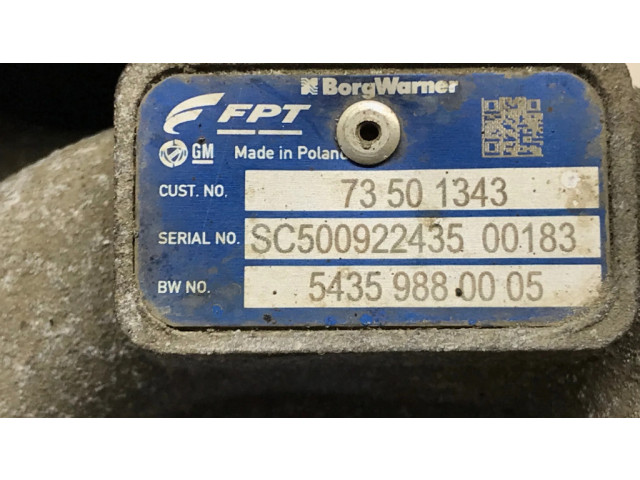 BorgWarner
FPT
GM Made in Poland
CUST. NO. 73 50 1343
SERIAL NO. SC500922435 00183
BW NO. 5435 988 00 05